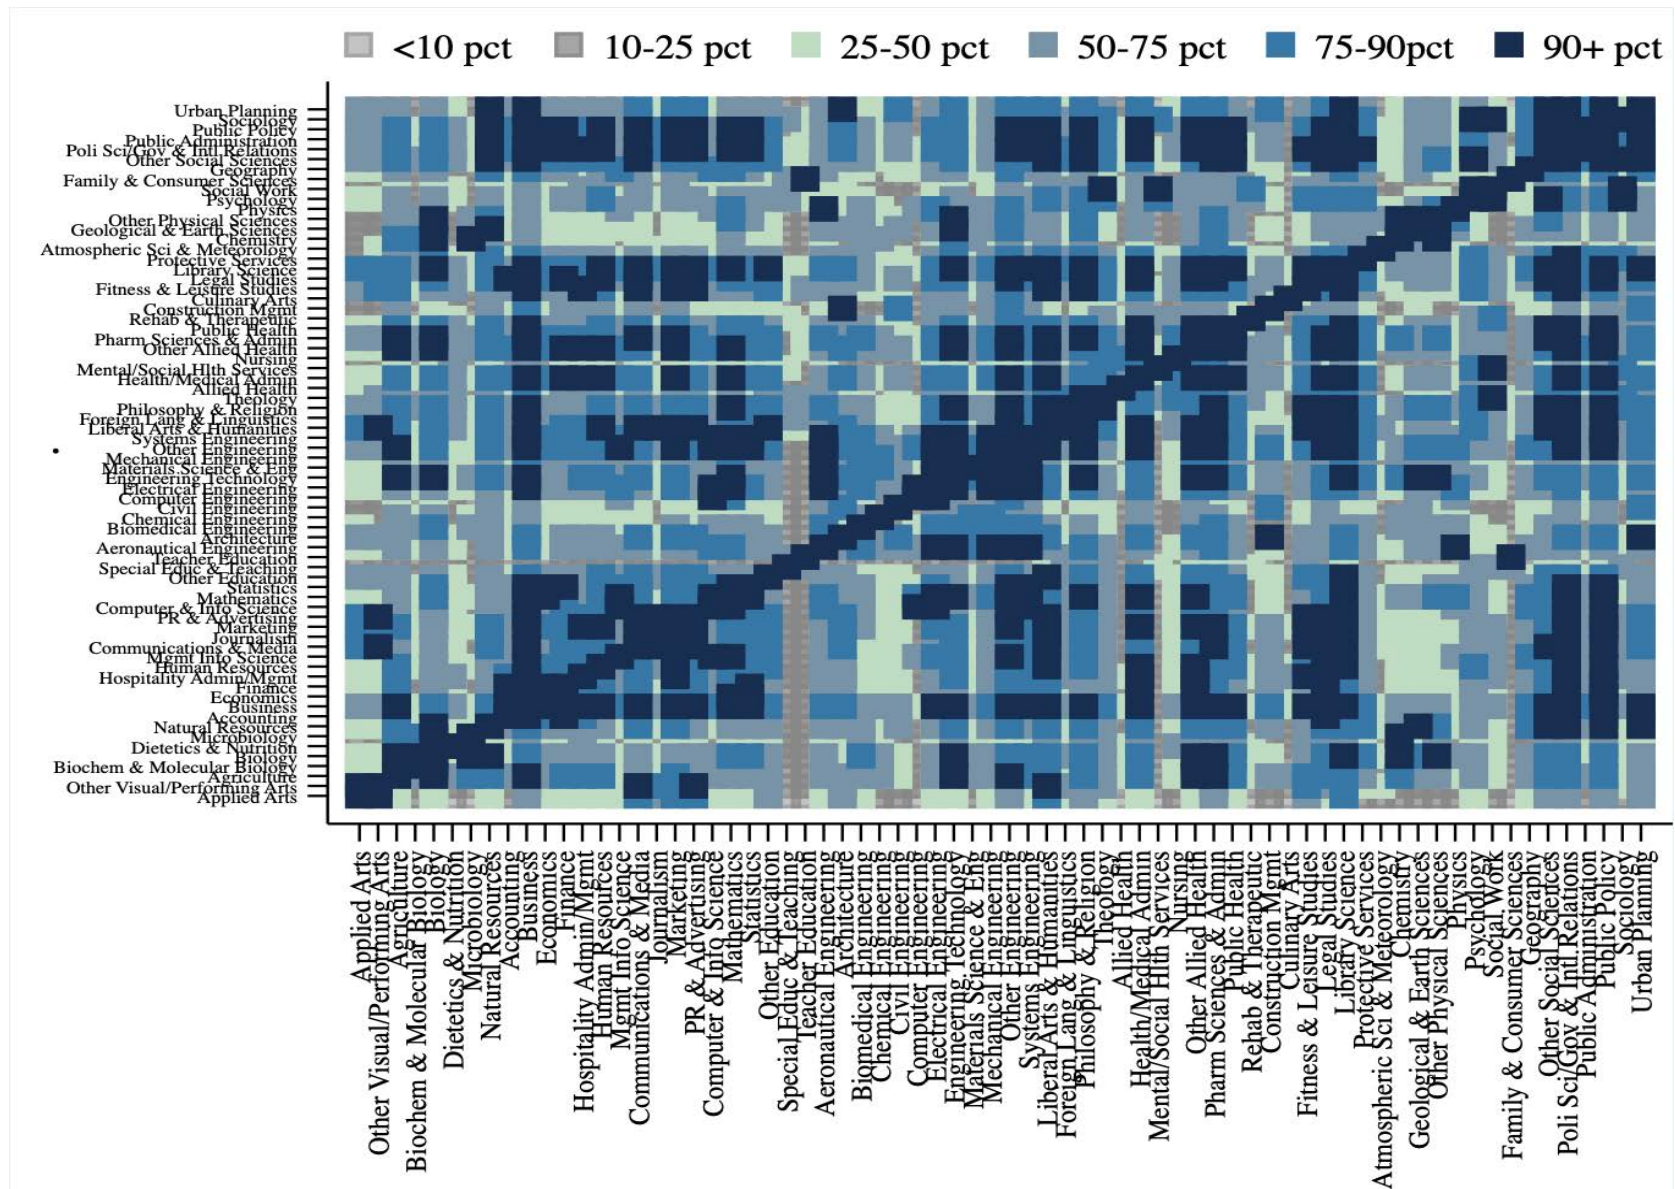 <10 pct 10-25 pct 25-50 pct 50-75 pct 75-90pct 90+ pct
Urban Planning
Sociology
Public Policy
Public Administration
Poli Sci/Gov & Intl Relations
Other Social Sciences
Geography
Family & Consumer Sciences
Social Work
Psychology
Physics
Other Physical Sciences
Geological & Earth Sciences
Chemistry
Atmospheric Sci & Meteorology
Protective Services
Library Science
Legal Studies
Fitness & Leisure Studies
Culinary Arts
Construction Mgmt
Rehab & Therapeutic
Public Health
Pharm Sciences & Admin
Other Allied Health
Nursing
Mental/Social Hlth Services
Health/Medical Admin
Allied Health
Theology
Philosophy & Religion
Foreign Lang & Linguistics
Liberal Arts & Humanities
Systems Engineering
Other Engineering
Mechanical Engineering
Materials Science & Eng
Engineering Technology
Electrical Engineering
Computer Engineering
Civil Engineering
Chemical Engineering
Biomedical Engineering
Architecture
Aeronautical Engineering
Teacher Education
Special Educ & Teaching
Other Education
Statistics
Mathematics
Computer & Info Science
PR & Advertising
Marketing
Journalism
Communications & Media
Mgmt Info Science
Human Resources
Hospitality Admin/Mgmt
Finance
Economics
Business
Accounting
Natural Resources
Microbiology
Dietetics & Nutrition
Biology
Biochem & Molecular Biology
Agriculture
Other Visual/Performing Arts
Applied Arts
Applied Arts
Other Visual/Performing Arts
Agriculture
Biochem & Molecular Biology
Biology
Dietetics & Nutrition
Microbiology
Natural Resources
Accounting
Business
Economics
Finance
Hospitality Admin/Mgmt
Human Resources
Mgmt Info Science
Communications & Media
Journalism
Marketing
PR & Advertising
Computer & Info Science
Mathematics
Statistics
Other Education
Special Educ & Teaching
Teacher Education
Aeronautical Engineering
Architecture
Biomedical Engineering
Chemical Engineering
Civil Engineering
Computer Engineering
Electrical Engineering
Engineering Technology
Materials Science & Eng
Mechanical Engineering
Other Engineering
Systems Engineering
Liberal Arts & Humanities
Foreign Lang & Linguistics
Philosophy & Religion
Theology
Allied Health
Health/Medical Admin
Mental/Social Hlth Services
Nursing
Other Allied Health
Pharm Sciences & Admin
Public Health
Rehab & Therapeutic
Construction Mgmt
Culinary Arts
Fitness & Leisure Studies
Legal Studies
Library Science
Protective Services
Atmospheric Sci & Meteorology
Chemistry
Geological & Earth Sciences
Other Physical Sciences
Physics
Psychology
Social Work
Family & Consumer Sciences
Geography
Other Social Sciences
Poli Sci/Gov & Intl Relations
Public Administration
Public Policy
Sociology
Urban Planning